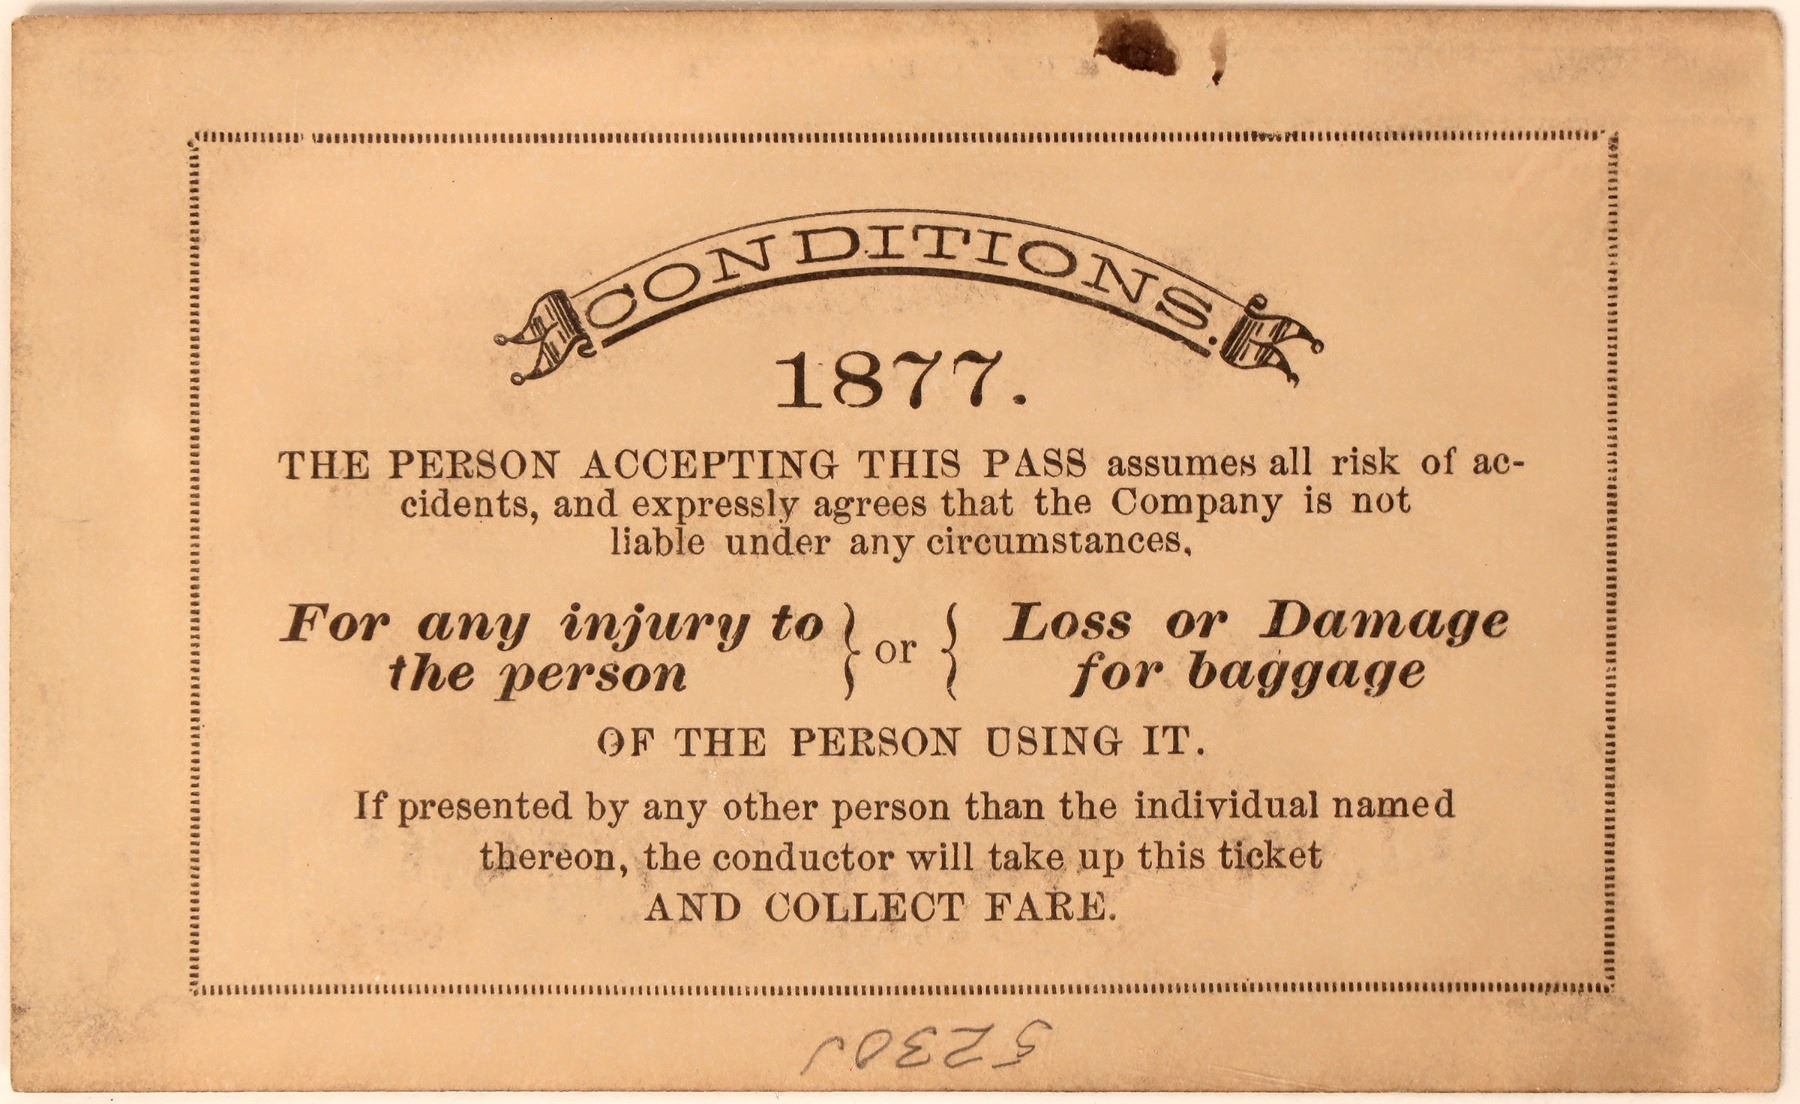 CONDITIONS.
1877.
THE PERSON ACCEPTING THIS PASS assumes all risk of ac-
cidents, and expressly agrees that the Company is not
liable under any circumstances,
For any injury to } or { Loss or Damage
the person for baggage
OF THE PERSON USING IT.
If presented by any other person than the individual named
thereon, the conductor will take up this ticket
AND COLLECT FARE.